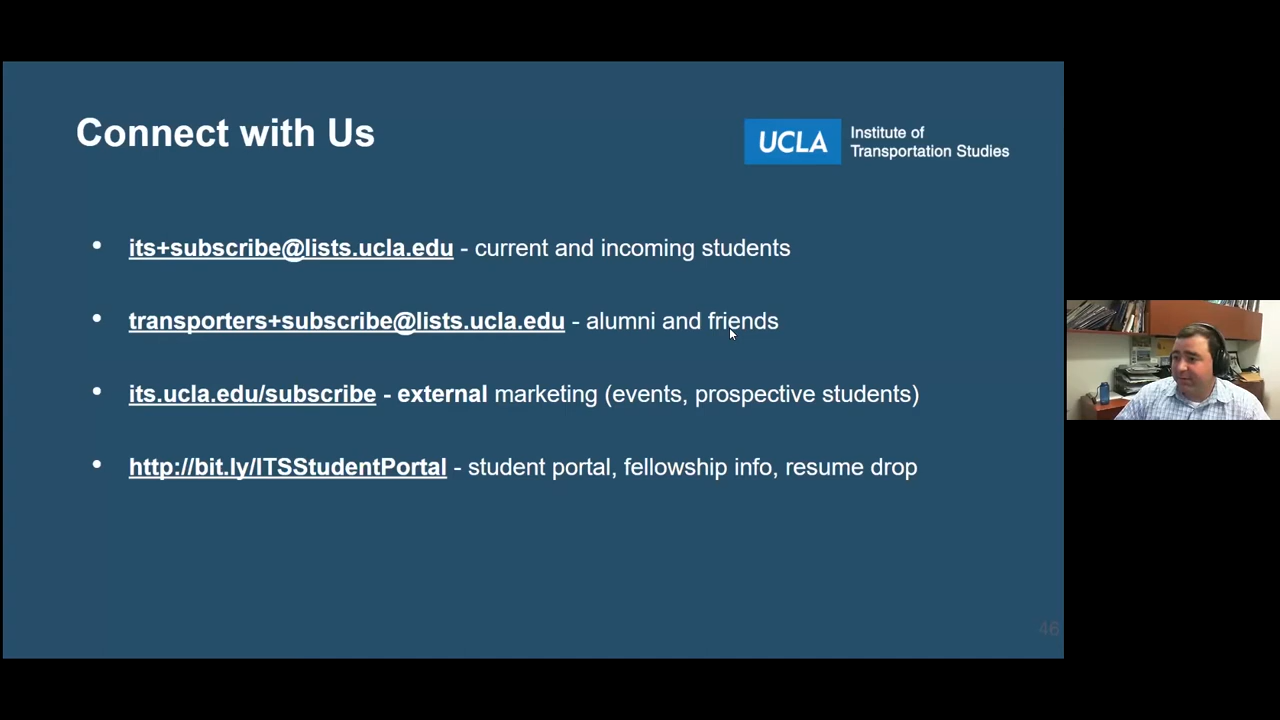 Connect with Us
UCLA
Institute of
Transportation Studies
• its+subscribe@lists.ucla.edu - current and incoming students
• transporters+subscribe@lists.ucla.edu - alumni and friends
• its.ucla.edu/subscribe - external marketing (events, prospective students)
• http://bit.ly/ITSStudentPortal - student portal, fellowship info, resume drop
46